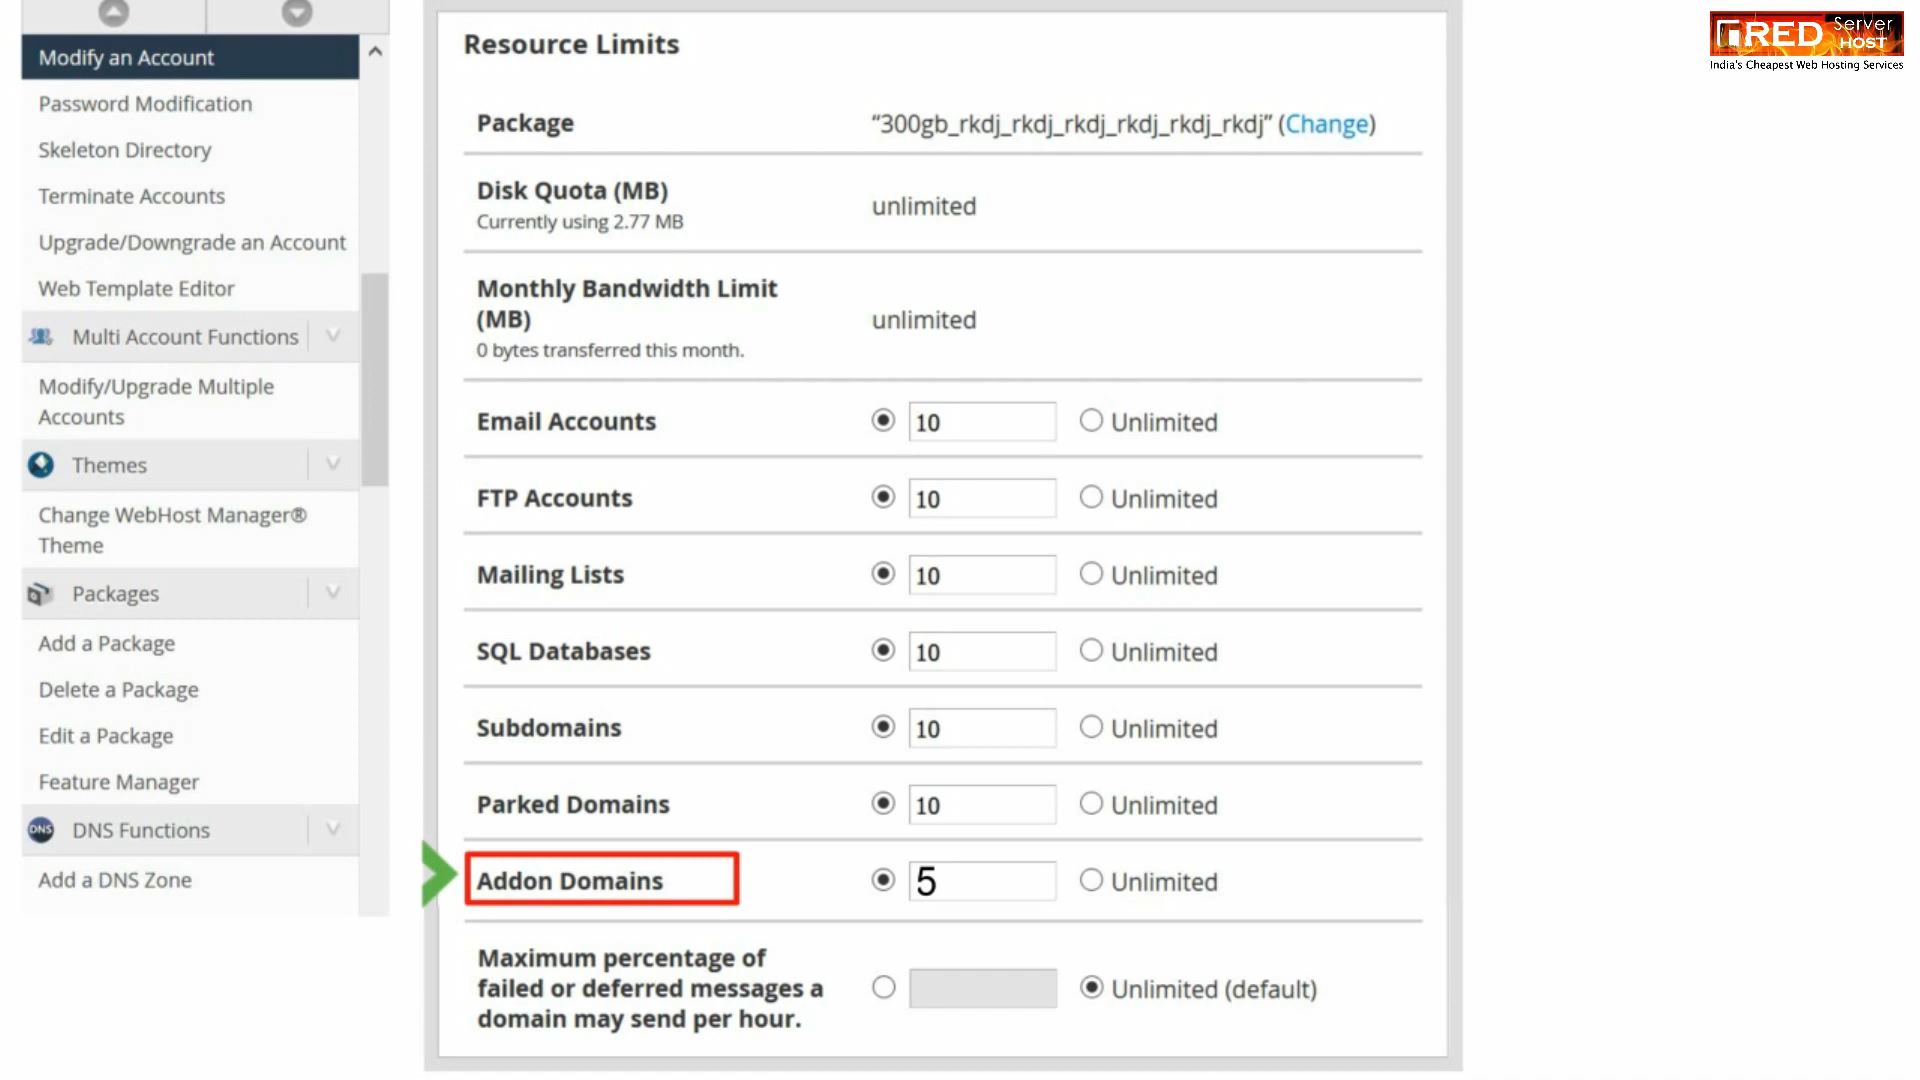 Modify an Account
Password Modification
Skeleton Directory
Terminate Accounts
Upgrade/Downgrade an Account
Web Template Editor
Multi Account Functions
Modify/Upgrade Multiple
Accounts
Themes
Change WebHost Manager®
Theme
Packages
Add a Package
Delete a Package
Edit a Package
Feature Manager
DNS DNS Functions
Add a DNS Zone
Resource Limits
Package “300gb_rkdj_rkdj_rkdj_rkdj_rkdj_rkdj” (Change)
Disk Quota (MB)
Currently using 2.77 MB
unlimited
Monthly Bandwidth Limit
(MB)
0 bytes transferred this month.
unlimited
Email Accounts 10 Unlimited
FTP Accounts 10 Unlimited
Mailing Lists 10 Unlimited
SQL Databases 10 Unlimited
Subdomains 10 Unlimited
Parked Domains 10 Unlimited
Addon Domains 5 Unlimited
Maximum percentage of
failed or deferred messages a
domain may send per hour.
Unlimited (default)
RED Server
HOST
India's Cheapest Web Hosting Services